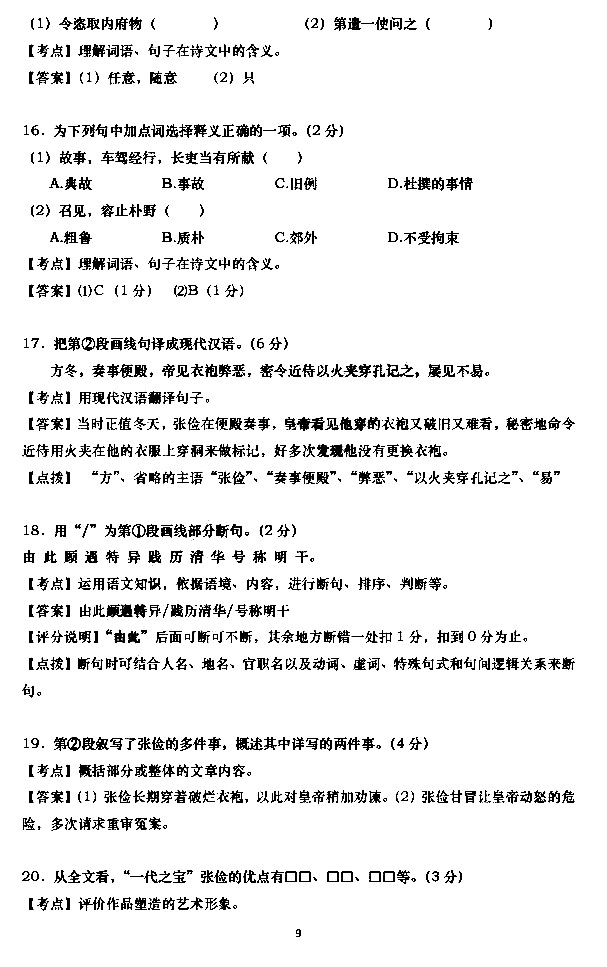 (1) 令恣取内府物 (　　　) (2) 第遣一使问之 (　　　)
【考点】理解词语、句子在诗文中的含义。
【答案】(1) 任意，随意 (2) 只
16. 为下列句中加点词选择释义正确的一项。(2 分)
(1) 故事，车驾经行，长吏当有所献 (　　)
A.典故 B.事故 C.旧例 D.杜撰的事情
(2) 召见，容止朴野 (　　)
A.粗鲁 B.质朴 C.郊外 D.不受拘束
【考点】理解词语、句子在诗文中的含义。
【答案】(1)C (1 分) (2)B (1 分)
17. 把第②段画线句译成现代汉语。(6 分)
方冬，奏事便殿，帝见衣袍弊恶，密令近侍以火夹穿孔记之，屡见不易。
【考点】用现代汉语翻译句子。
【答案】当时正值冬天，张俭在便殿奏事，皇帝看见他穿的衣袍又破旧又难看，秘密地命令
近侍用火夹在他的衣服上穿洞来做标记，好多次发现他没有更换衣袍。
【点拨】 “方”、省略的主语“张俭”、“奏事便殿”、“弊恶”、“以火夹穿孔记之”、“易”
18. 用“/”为第①段画线部分断句。(2 分)
由 此 顾 遇 特 异 践 历 清 华 号 称 明 干。
【考点】运用语文知识，依据语境、内容，进行断句、排序、判断等。
【答案】由此顾遇特异/践历清华/号称明干
【评分说明】“由此”后面可断可不断，其余地方断错一处扣 1 分，扣到 0 分为止。
【点拨】断句时可结合人名、地名、官职名以及动词、虚词、特殊句式和句间逻辑关系来断
句。
19. 第②段叙写了张俭的多件事，概述其中详写的两件事。(4 分)
【考点】概括部分或整体的文章内容。
【答案】(1) 张俭长期穿着破烂衣袍，以此对皇帝稍加劝谏。(2) 张俭甘冒让皇帝动怒的危
险，多次请求重审冤案。
20. 从全文看，“一代之宝”张俭的优点有□□、□□、□□等。(3 分)
【考点】评价作品塑造的艺术形象。
9